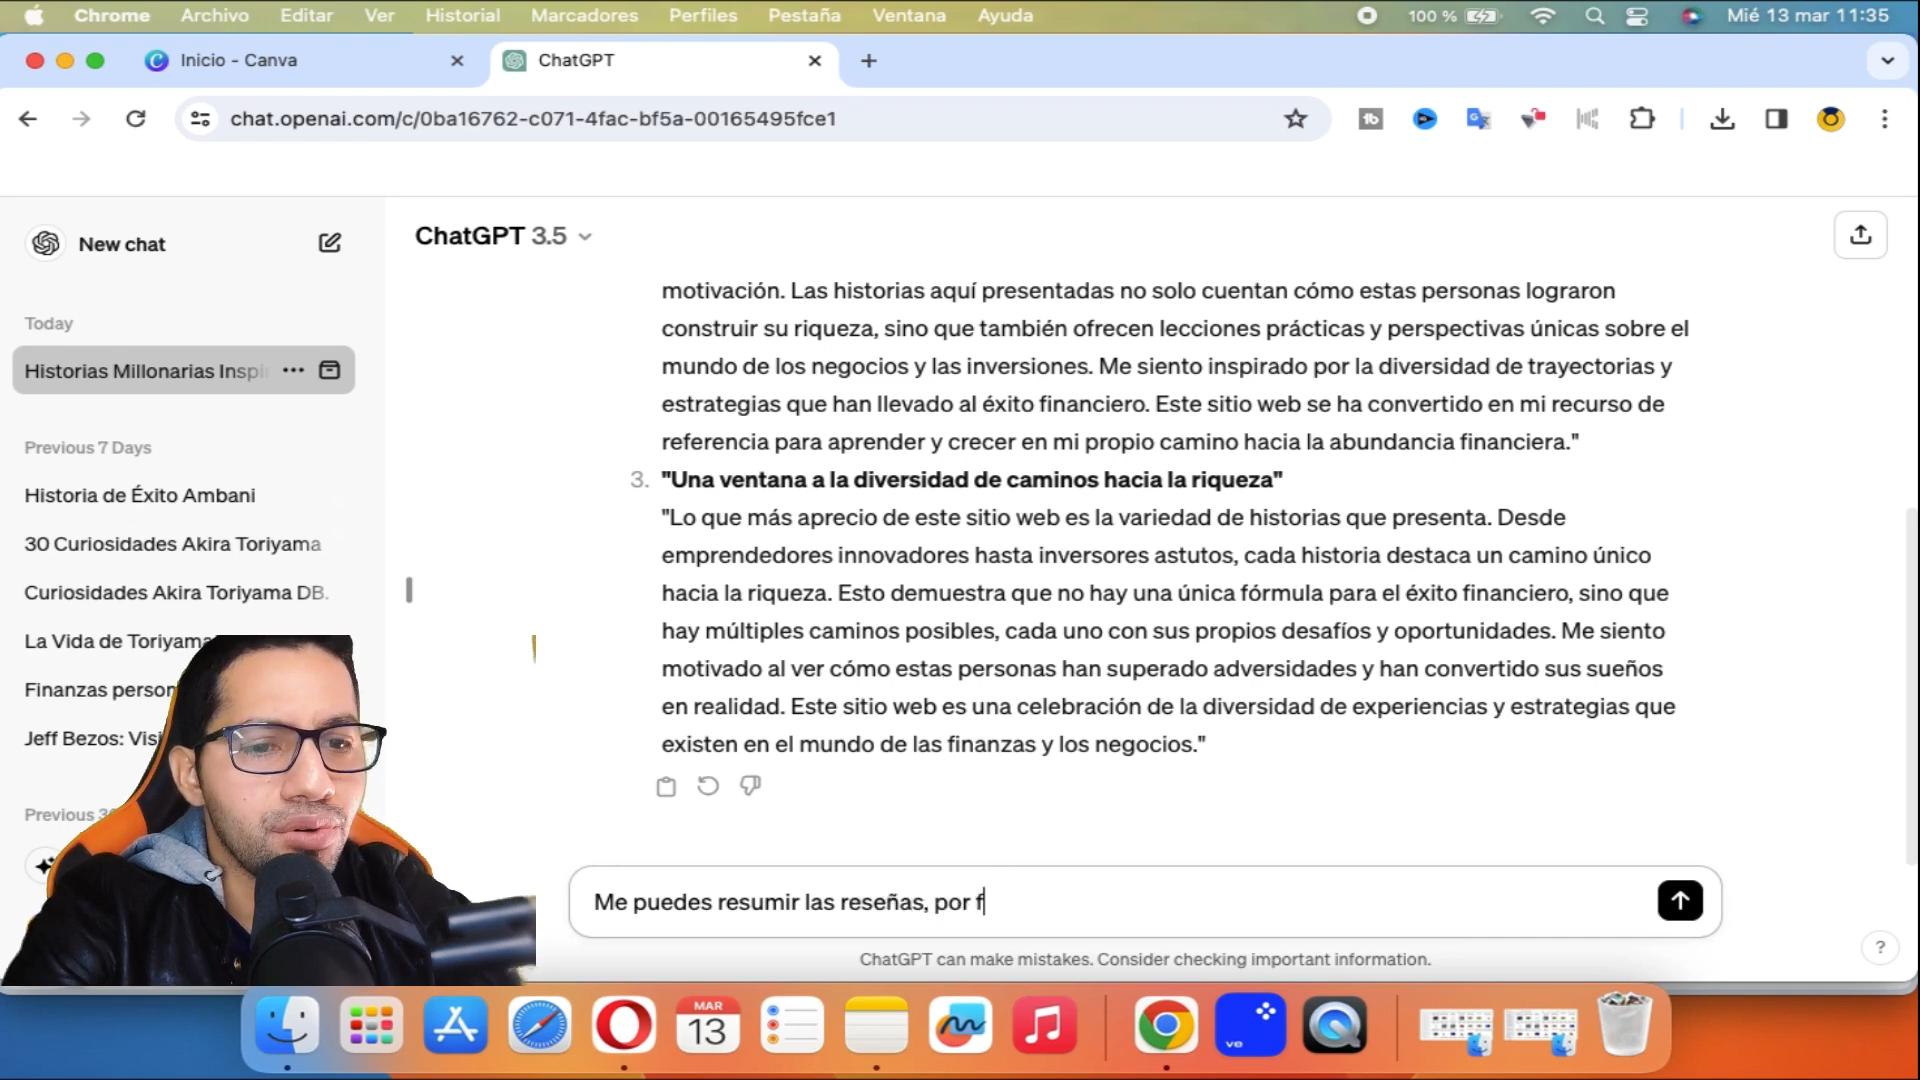 Chrome Archivo Editar Ver Historial Marcadores Perfiles Pestaña Ventana Ayuda 100 % Mié 13 mar 11:35
Inicio - Canva ChatGPT
chat.openai.com/c/0ba16762-c071-4fac-bf5a-00165495fce1
New chat
Today
Historias Millonarias Inspi
Previous 7 Days
Historia de Éxito Ambani
30 Curiosidades Akira Toriyama
Curiosidades Akira Toriyama DB.
La Vida de Toriyama
Finanzas person
Jeff Bezos: Visi
Previous 3
ChatGPT 3.5
motivación. Las historias aquí presentadas no solo cuentan cómo estas personas lograron
construir su riqueza, sino que también ofrecen lecciones prácticas y perspectivas únicas sobre el
mundo de los negocios y las inversiones. Me siento inspirado por la diversidad de trayectorias y
estrategias que han llevado al éxito financiero. Este sitio web se ha convertido en mi recurso de
referencia para aprender y crecer en mi propio camino hacia la abundancia financiera."
3. "Una ventana a la diversidad de caminos hacia la riqueza"
"Lo que más aprecio de este sitio web es la variedad de historias que presenta. Desde
emprendedores innovadores hasta inversores astutos, cada historia destaca un camino único
hacia la riqueza. Esto demuestra que no hay una única fórmula para el éxito financiero, sino que
hay múltiples caminos posibles, cada uno con sus propios desafíos y oportunidades. Me siento
motivado al ver cómo estas personas han superado adversidades y han convertido sus sueños
en realidad. Este sitio web es una celebración de la diversidad de experiencias y estrategias que
existen en el mundo de las finanzas y los negocios."
Me puedes resumir las reseñas, por f
ChatGPT can make mistakes. Consider checking important information.
?
MAR
13
ve